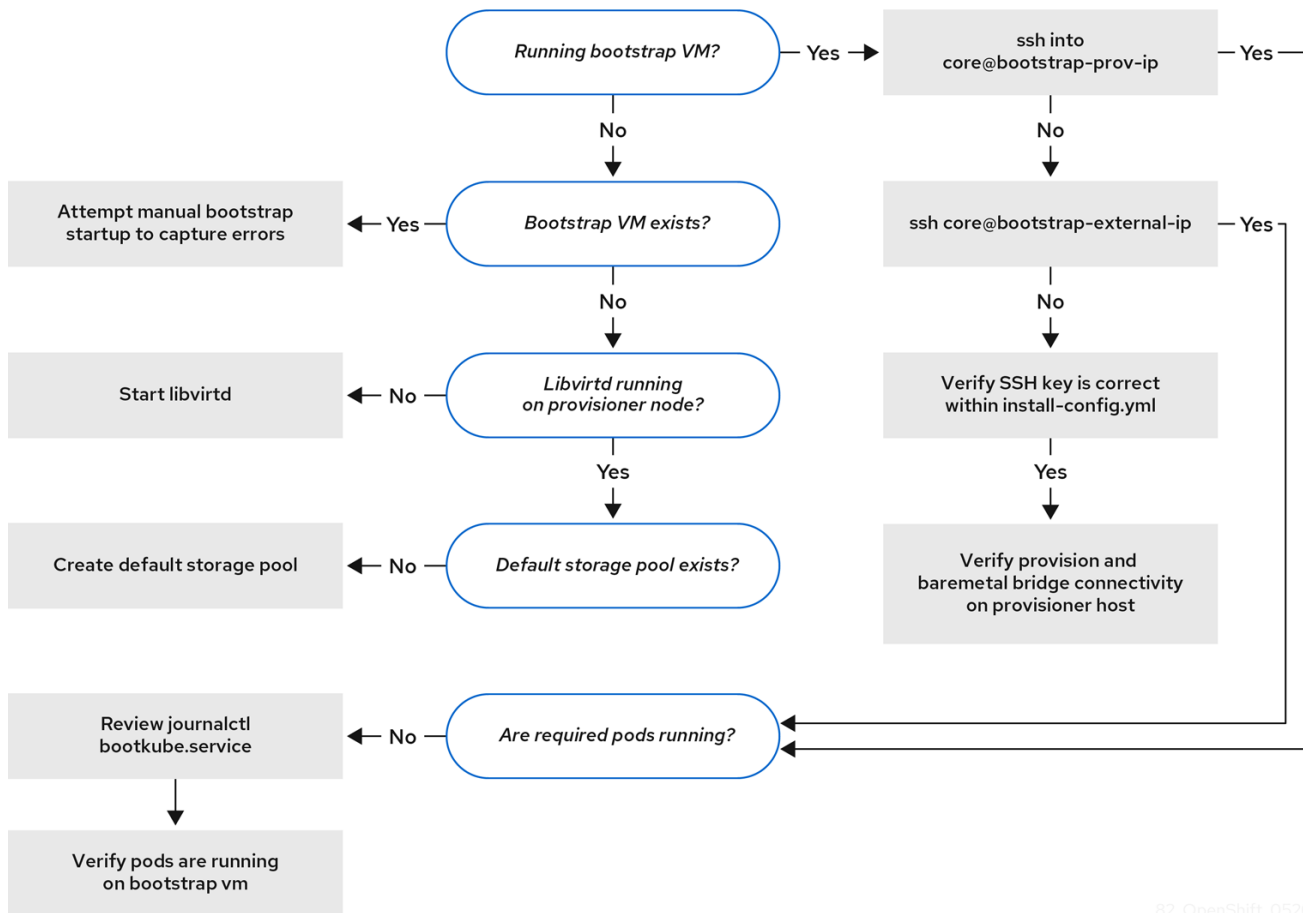 Running bootstrap VM?
Yes
ssh into
core@bootstrap-prov-ip
Yes
No
No
Attempt manual bootstrap
startup to capture errors
Yes
Bootstrap VM exists?
ssh core@bootstrap-external-ip
Yes
No
No
Start libvirtd
No
Libvirtd running
on provisioner node?
Verify SSH key is correct
within install-config.yml
Yes
Yes
Create default storage pool
No
Default storage pool exists?
Verify provision and
baremetal bridge connectivity
on provisioner host
Review journalctl
bootkube.service
No
Are required pods running?
Verify pods are running
on bootstrap vm
82_OpenShift_052